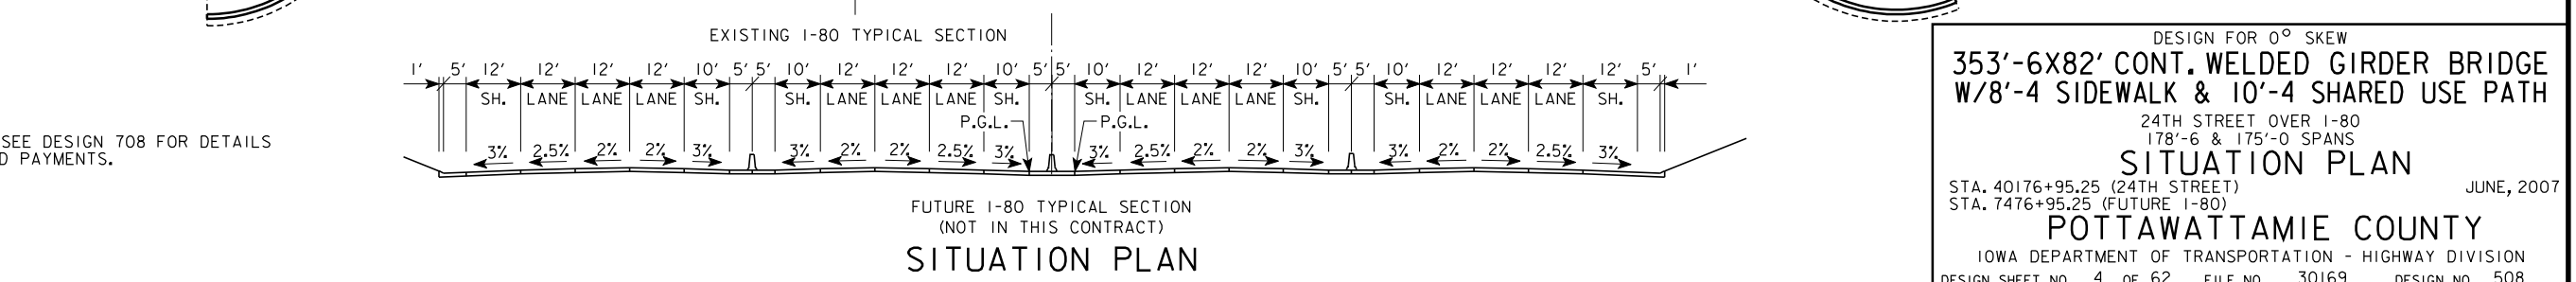 EXISTING I-80 TYPICAL SECTION
1' 5' 12' 12' 12' 12' 10' 5' 5' 10' 12' 12' 12' 10' 5' 5' 10' 12' 12' 12' 10' 5' 5' 10' 12' 12' 12' 12' 5' 1'
SH. LANE LANE LANE SH. SH. LANE LANE LANE SH. SH. LANE LANE LANE SH. SH. LANE LANE LANE SH.
P.G.L. P.G.L.
3% 2.5% 2% 2% 3% 3% 2% 2% 2.5% 3% 3% 2.5% 2% 2% 3% 3% 2% 2% 2.5% 3%
SEE DESIGN 708 FOR DETAILS
D PAYMENTS.
FUTURE I-80 TYPICAL SECTION
(NOT IN THIS CONTRACT)
SITUATION PLAN
DESIGN FOR 0° SKEW
353'-6X82' CONT. WELDED GIRDER BRIDGE
W/8'-4 SIDEWALK & 10'-4 SHARED USE PATH
24TH STREET OVER I-80
178'-6 & 175'-0 SPANS
SITUATION PLAN
STA. 40176+95.25 (24TH STREET) JUNE, 2007
STA. 7476+95.25 (FUTURE I-80)
POTTAWATTAMIE COUNTY
IOWA DEPARTMENT OF TRANSPORTATION - HIGHWAY DIVISION
DESIGN SHEET NO. 4 OF 62 FILE NO. 30169 DESIGN NO. 508